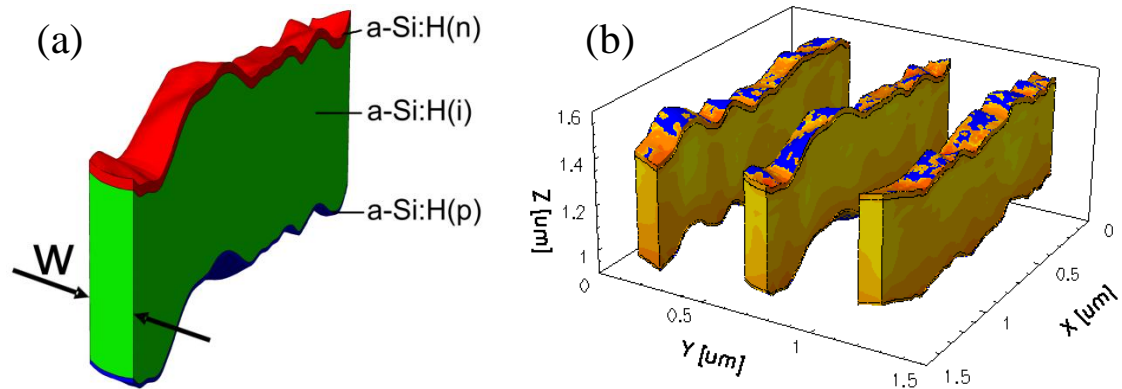 (a)
a-Si:H(n)
a-Si:H(i)
a-Si:H(p)
W
(b)
1.6
1.4
1.2
1
Z [um]
0
0.5
1
1.5
Y [um]
0
0.5
1
1.5
X [um]